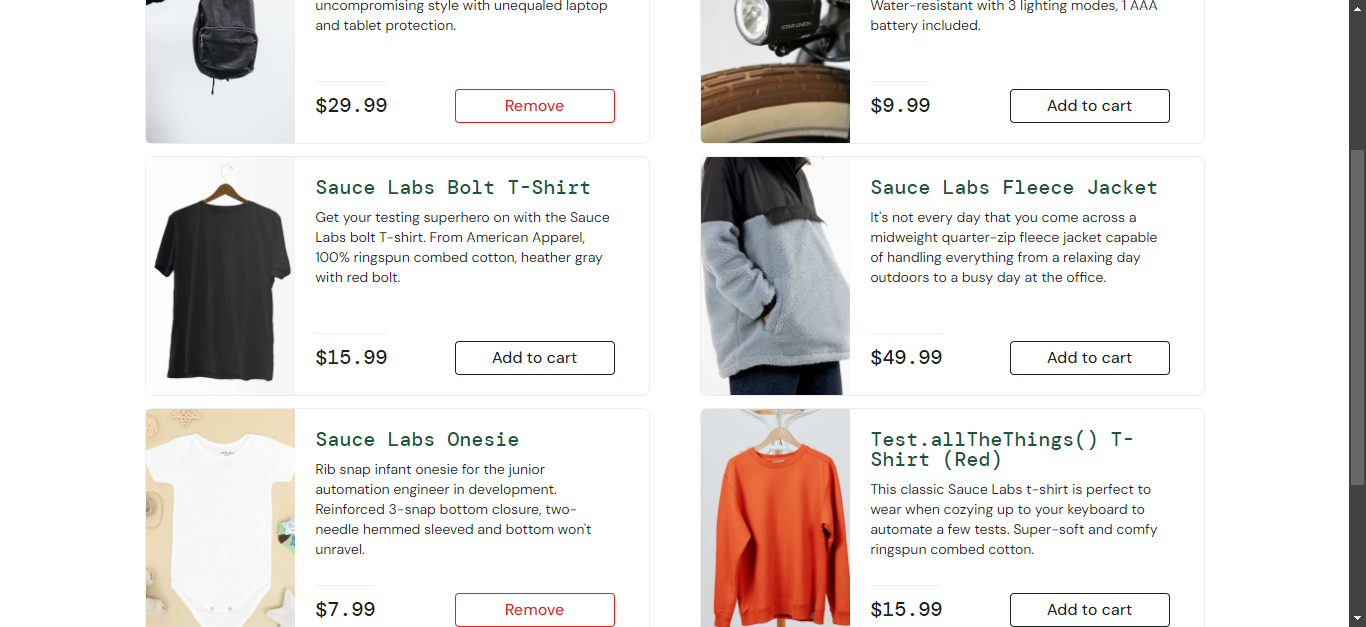 uncompromising style with unequaled laptop
and tablet protection.
$29.99
Remove
STAR UNION
Water-resistant with 3 lighting modes, 1 AAA
battery included.
$9.99
Add to cart
Sauce Labs Bolt T-Shirt
Get your testing superhero on with the Sauce
Labs bolt T-shirt. From American Apparel,
100% ringspun combed cotton, heather gray
with red bolt.
$15.99
Add to cart
Sauce Labs Fleece Jacket
It's not every day that you come across a
midweight quarter-zip fleece jacket capable
of handling everything from a relaxing day
outdoors to a busy day at the office.
$49.99
Add to cart
Sauce Labs Onesie
Rib snap infant onesie for the junior
automation engineer in development.
Reinforced 3-snap bottom closure, two-
needle hemmed sleeved and bottom won't
unravel.
$7.99
Remove
Test.allTheThings() T-
Shirt (Red)
This classic Sauce Labs t-shirt is perfect to
wear when cozying up to your keyboard to
automate a few tests. Super-soft and comfy
ringspun combed cotton.
$15.99
Add to cart